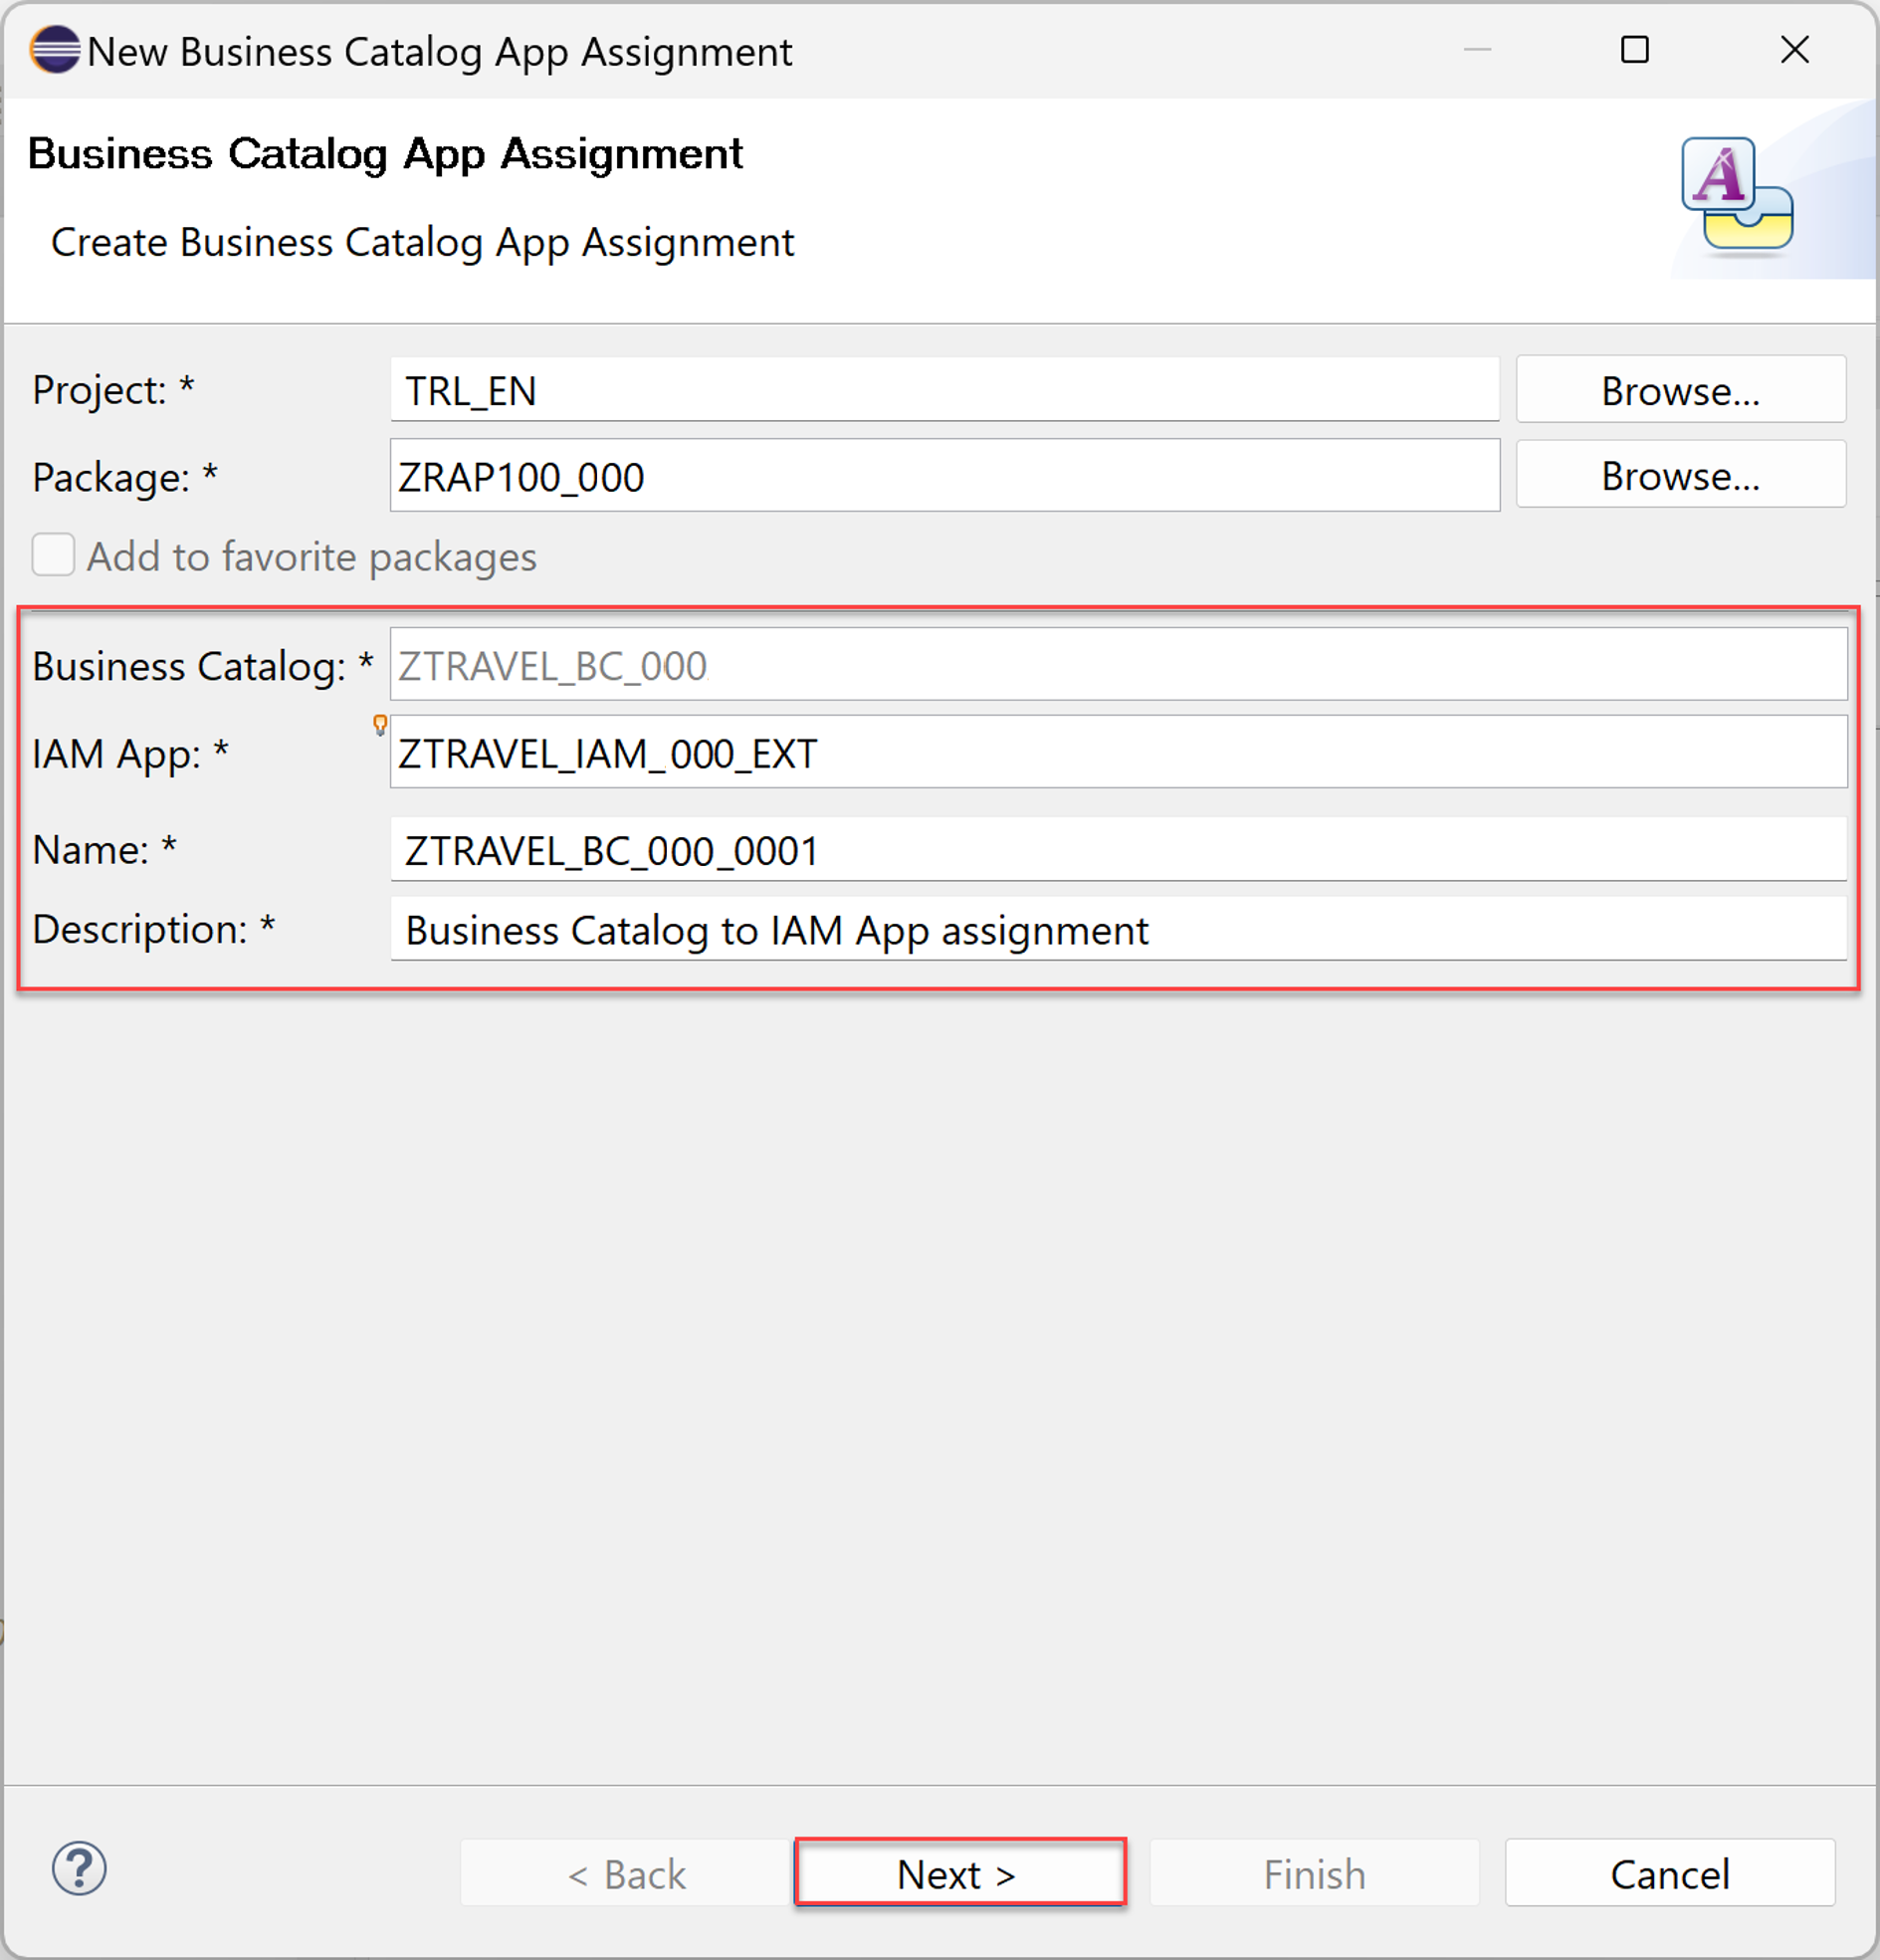 New Business Catalog App Assignment
Business Catalog App Assignment
Create Business Catalog App Assignment
Project: * TRL_EN Browse...
Package: * ZRAP100_000 Browse...
Add to favorite packages
Business Catalog: * ZTRAVEL_BC_000
IAM App: * ZTRAVEL_IAM_000_EXT
Name: * ZTRAVEL_BC_000_0001
Description: * Business Catalog to IAM App assignment
? < Back Next > Finish Cancel